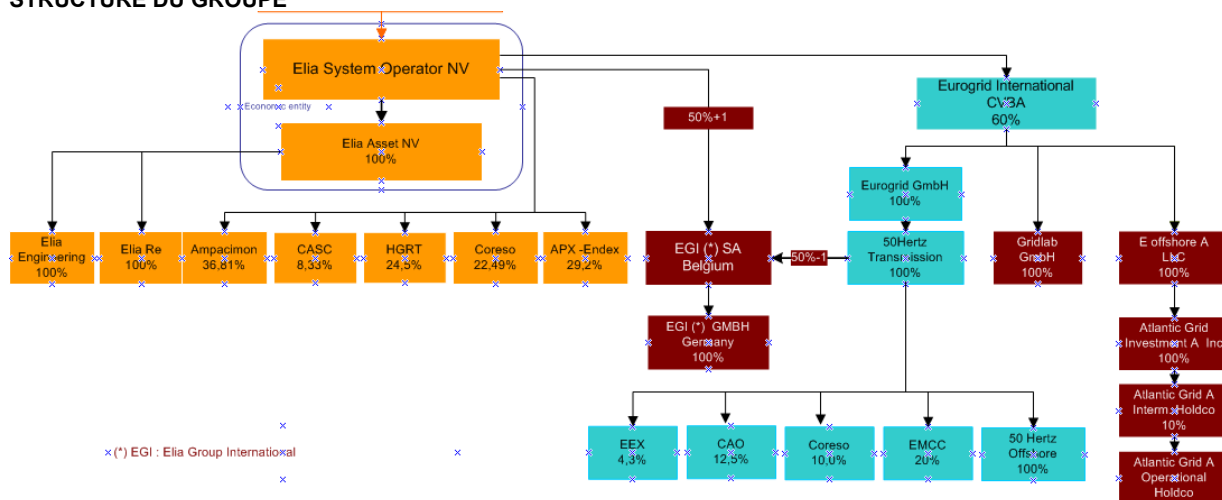 STRUCTURE DU GROUPE
Elia System Operator NV
Economic entity
Elia Asset NV
100%
50%+1
Eurogrid International
CVBA
60%
Eurogrid GmbH
100%
Elia
Engineering
100%
Elia Re
100%
Ampacimon
36,81%
CASC
8,33%
HGRT
24,5%
Coreso
22,49%
APX -Endex
29,2%
EGI (*) SA
Belgium
50%-1
50Hertz
Transmission
100%
Gridlab
GmbH
100%
E offshore A
LLC
100%
EGI (*) GMBH
Germany
100%
Atlantic Grid
Investment A Inc
100%
Atlantic Grid A
Interm. Holdco
10%
EEX
4,3%
CAO
12,5%
Coreso
10,0%
EMCC
20%
50 Hertz
Offshore
100%
Atlantic Grid A
Operational
Holdco
(*) EGI : Elia Group International